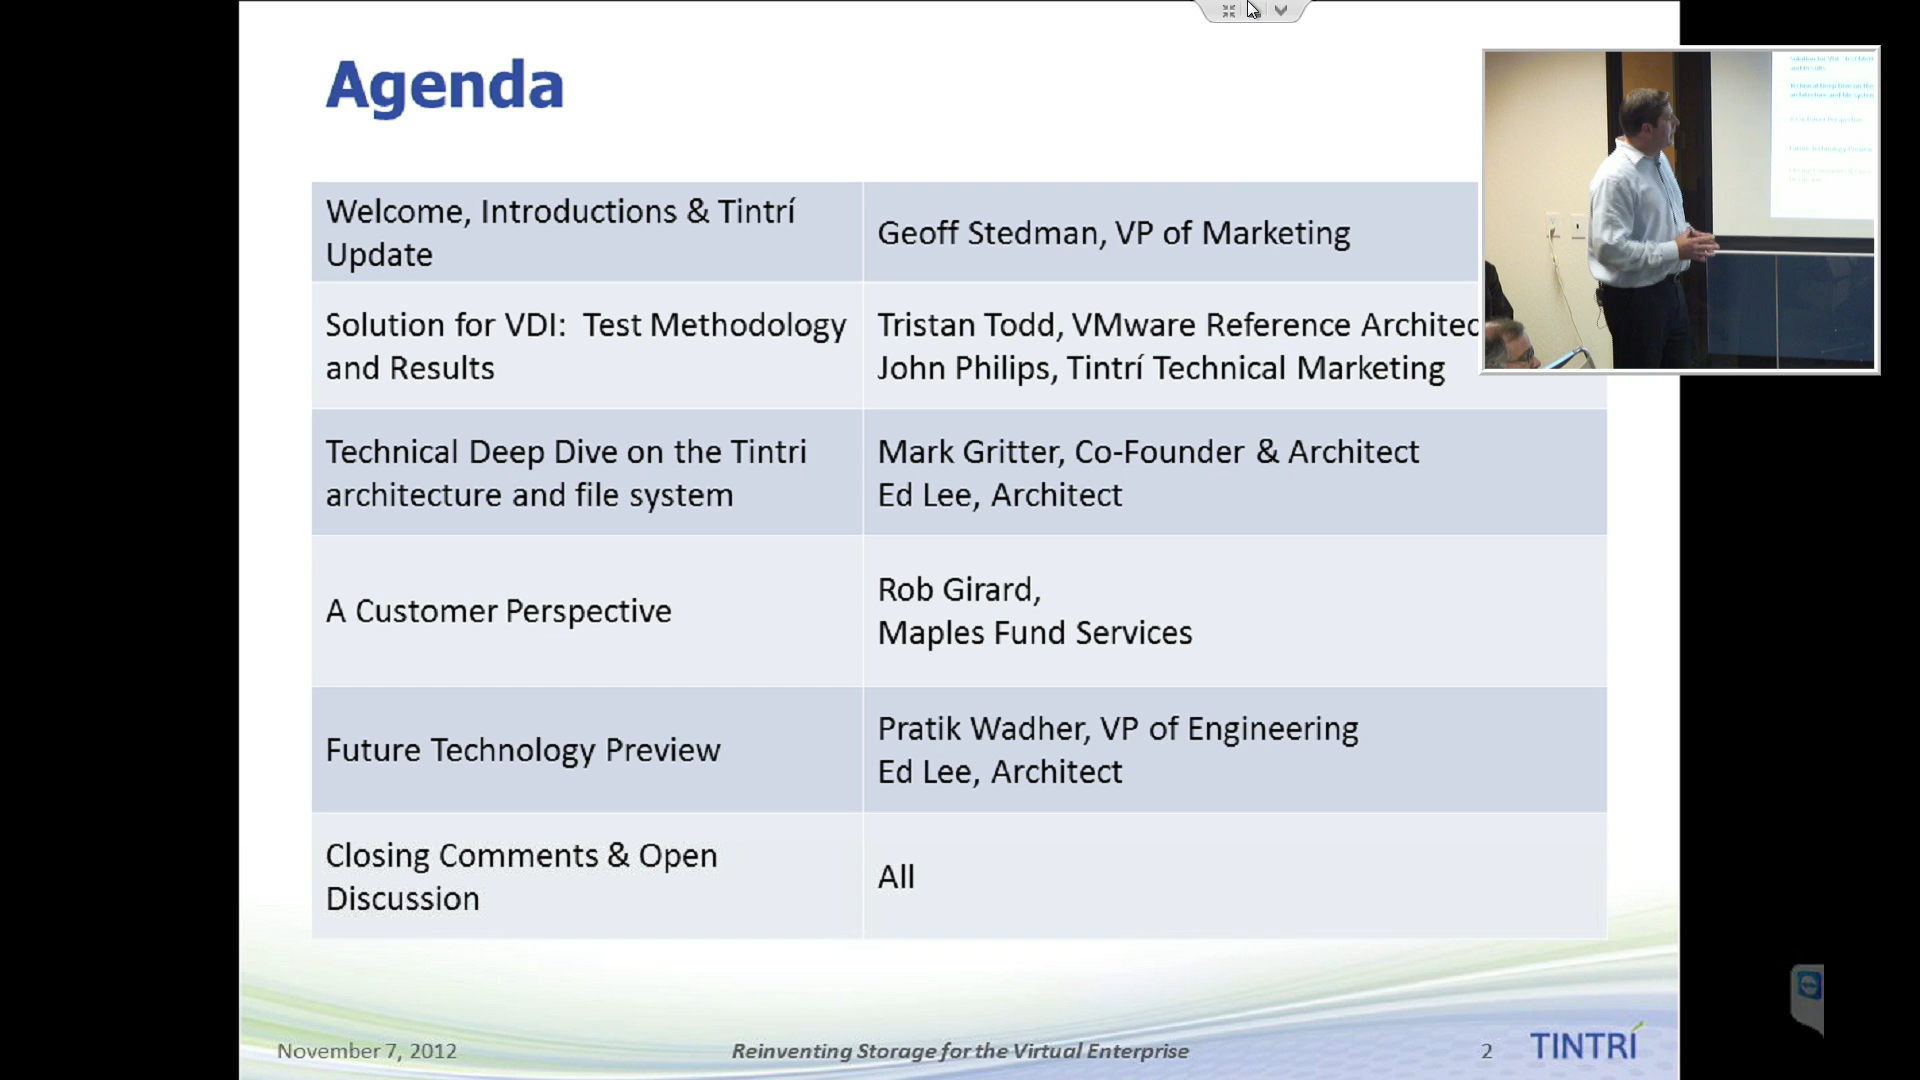 Agenda
Welcome, Introductions & Tintrí
Update
Geoff Stedman, VP of Marketing
Solution for VDI:  Test Methodology
and Results
Tristan Todd, VMware Reference Architec
John Philips, Tintrí Technical Marketing
Technical Deep Dive on the Tintri
architecture and file system
Mark Gritter, Co-Founder & Architect
Ed Lee, Architect
A Customer Perspective
Rob Girard,
Maples Fund Services
Future Technology Preview
Pratik Wadher, VP of Engineering
Ed Lee, Architect
Closing Comments & Open
Discussion
All
November 7, 2012
Reinventing Storage for the Virtual Enterprise
2
TINTRÍ